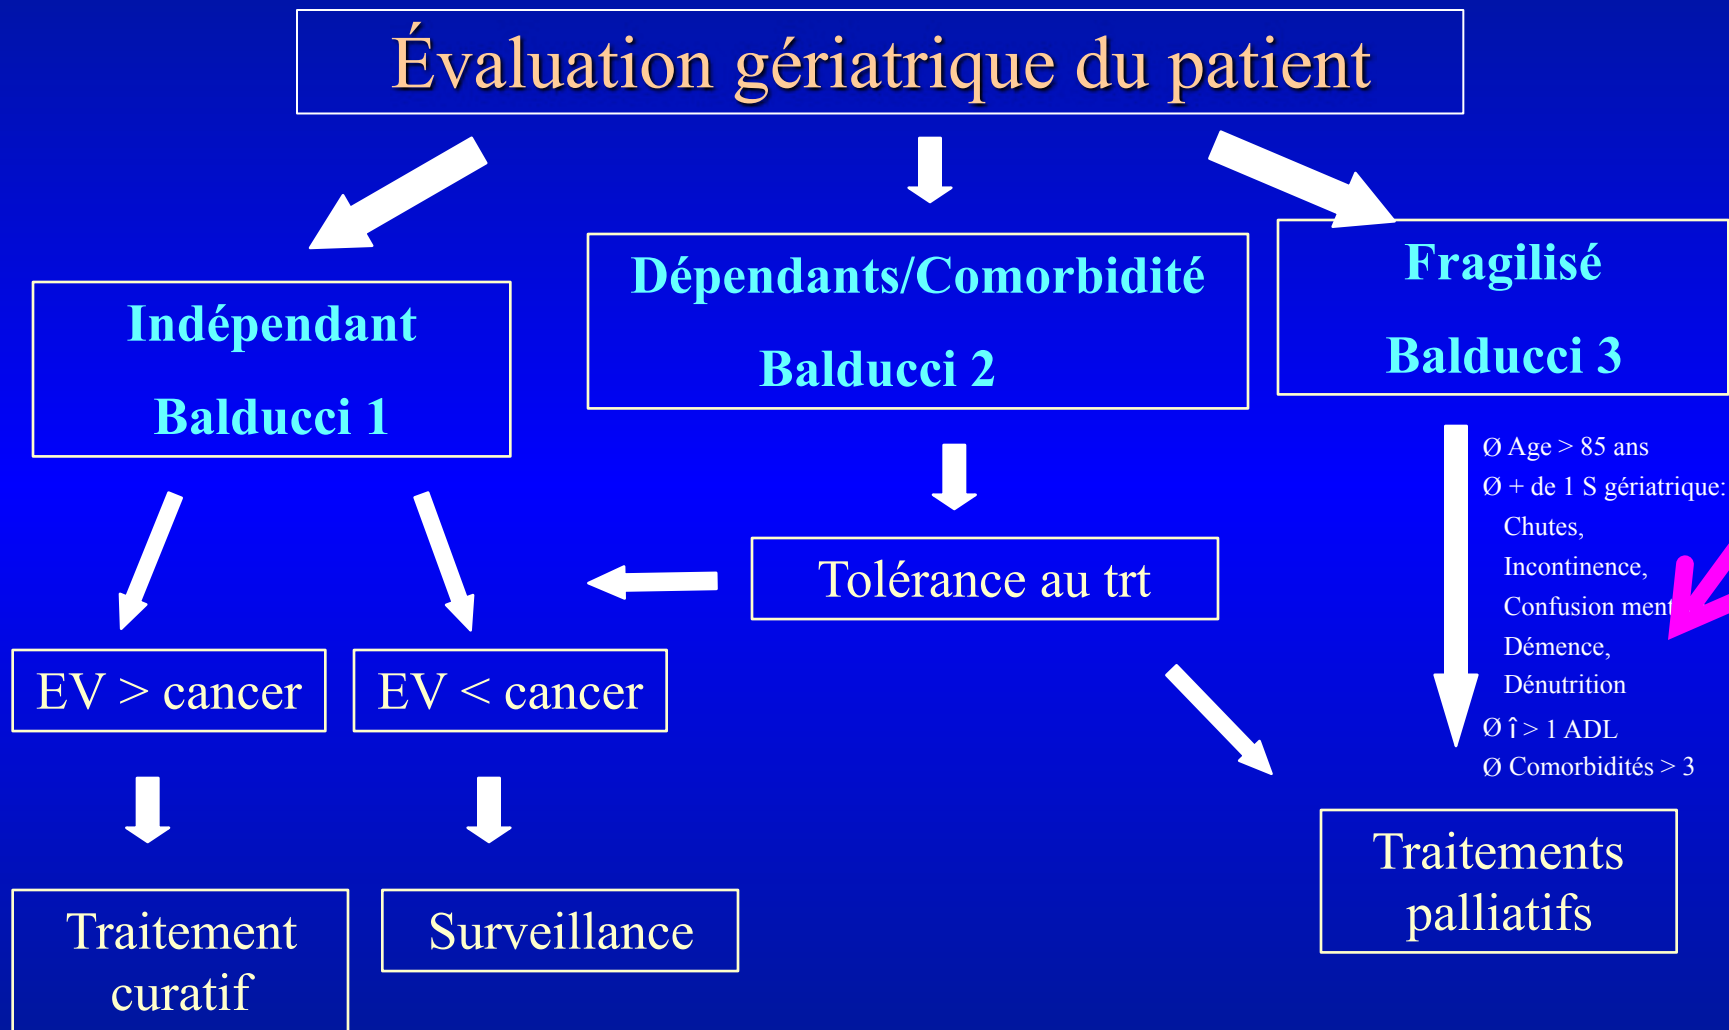 Évaluation gériatrique du patient
Indépendant
Balducci 1
Dépendants/Comorbidité
Balducci 2
Fragilisé
Balducci 3
Ø Age > 85 ans
Ø + de 1 S gériatrique:
Chutes,
Incontinence,
Confusion ment
Démence,
Dénutrition
Ø î > 1 ADL
Ø Comorbidités > 3
Tolérance au trt
EV > cancer
EV < cancer
Traitement
curatif
Surveillance
Traitements
palliatifs